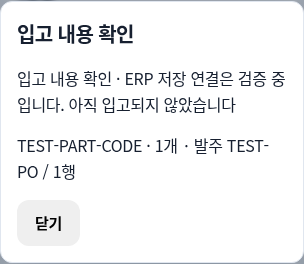 입고 내용 확인
입고 내용 확인 · ERP 저장 연결은 검증 중
입니다. 아직 입고되지 않았습니다
TEST-PART-CODE · 1개 · 발주 TEST-
PO / 1행
닫기